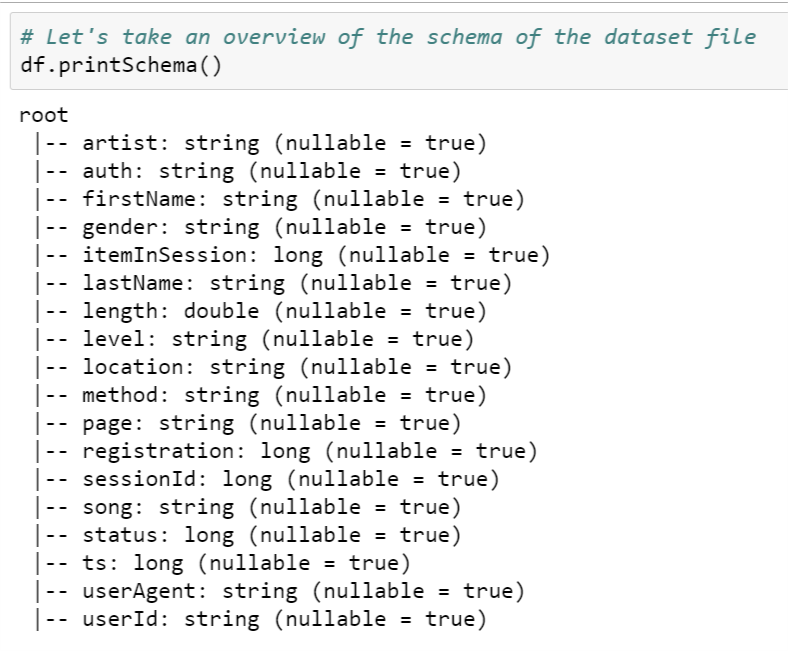 # Let's take an overview of the schema of the dataset file
df.printSchema()
root
 |-- artist: string (nullable = true)
 |-- auth: string (nullable = true)
 |-- firstName: string (nullable = true)
 |-- gender: string (nullable = true)
 |-- itemInSession: long (nullable = true)
 |-- lastName: string (nullable = true)
 |-- length: double (nullable = true)
 |-- level: string (nullable = true)
 |-- location: string (nullable = true)
 |-- method: string (nullable = true)
 |-- page: string (nullable = true)
 |-- registration: long (nullable = true)
 |-- sessionId: long (nullable = true)
 |-- song: string (nullable = true)
 |-- status: long (nullable = true)
 |-- ts: long (nullable = true)
 |-- userAgent: string (nullable = true)
 |-- userId: string (nullable = true)